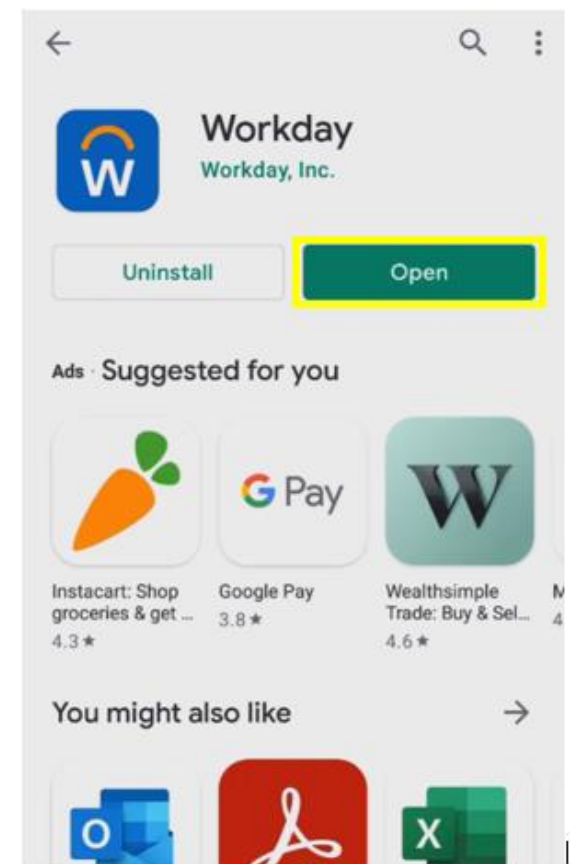 Workday
W
Workday, Inc.
Uninstall
Open
Ads · Suggested for you
G Pay
W
Instacart: Shop
groceries & get ...
4.3 ★
Google Pay
3.8 ★
Wealthsimple
Trade: Buy & Sel...
4.6 ★
M
4
You might also like
O
X